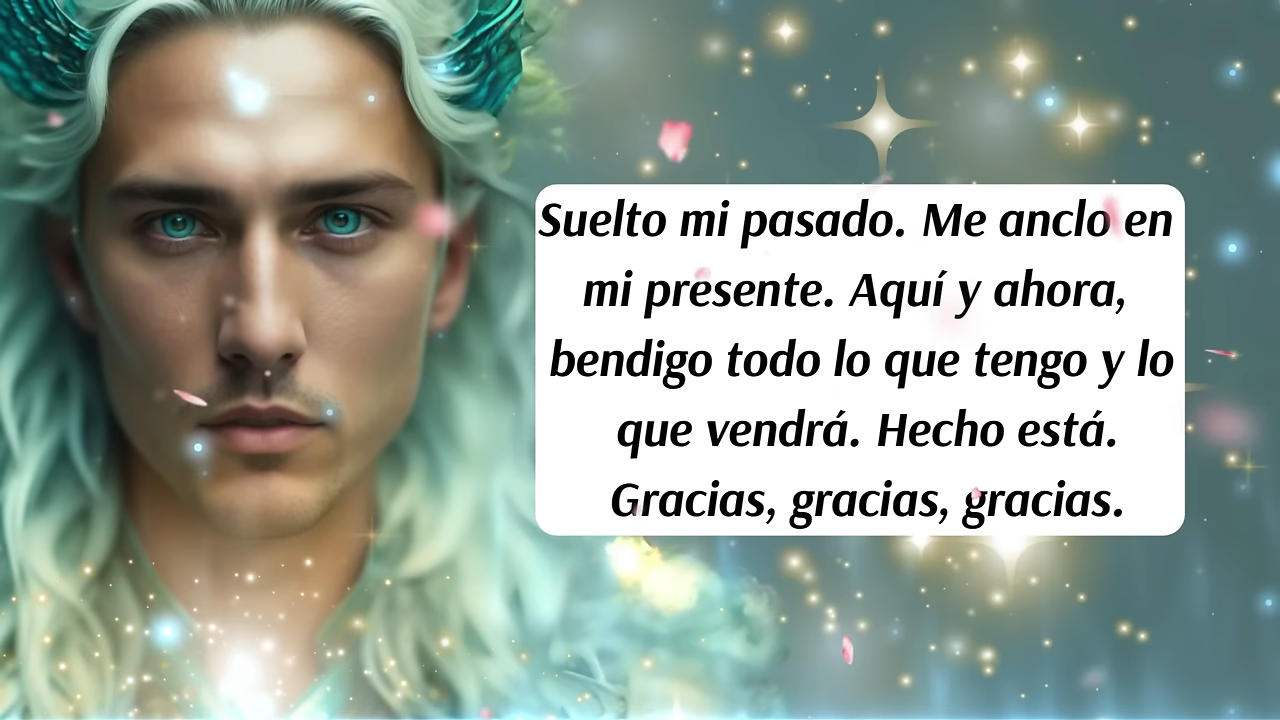 Suelto mi pasado. Me anclo en
mi presente. Aquí y ahora,
bendigo todo lo que tengo y lo
que vendrá. Hecho está.
Gracias, gracias, gracias.